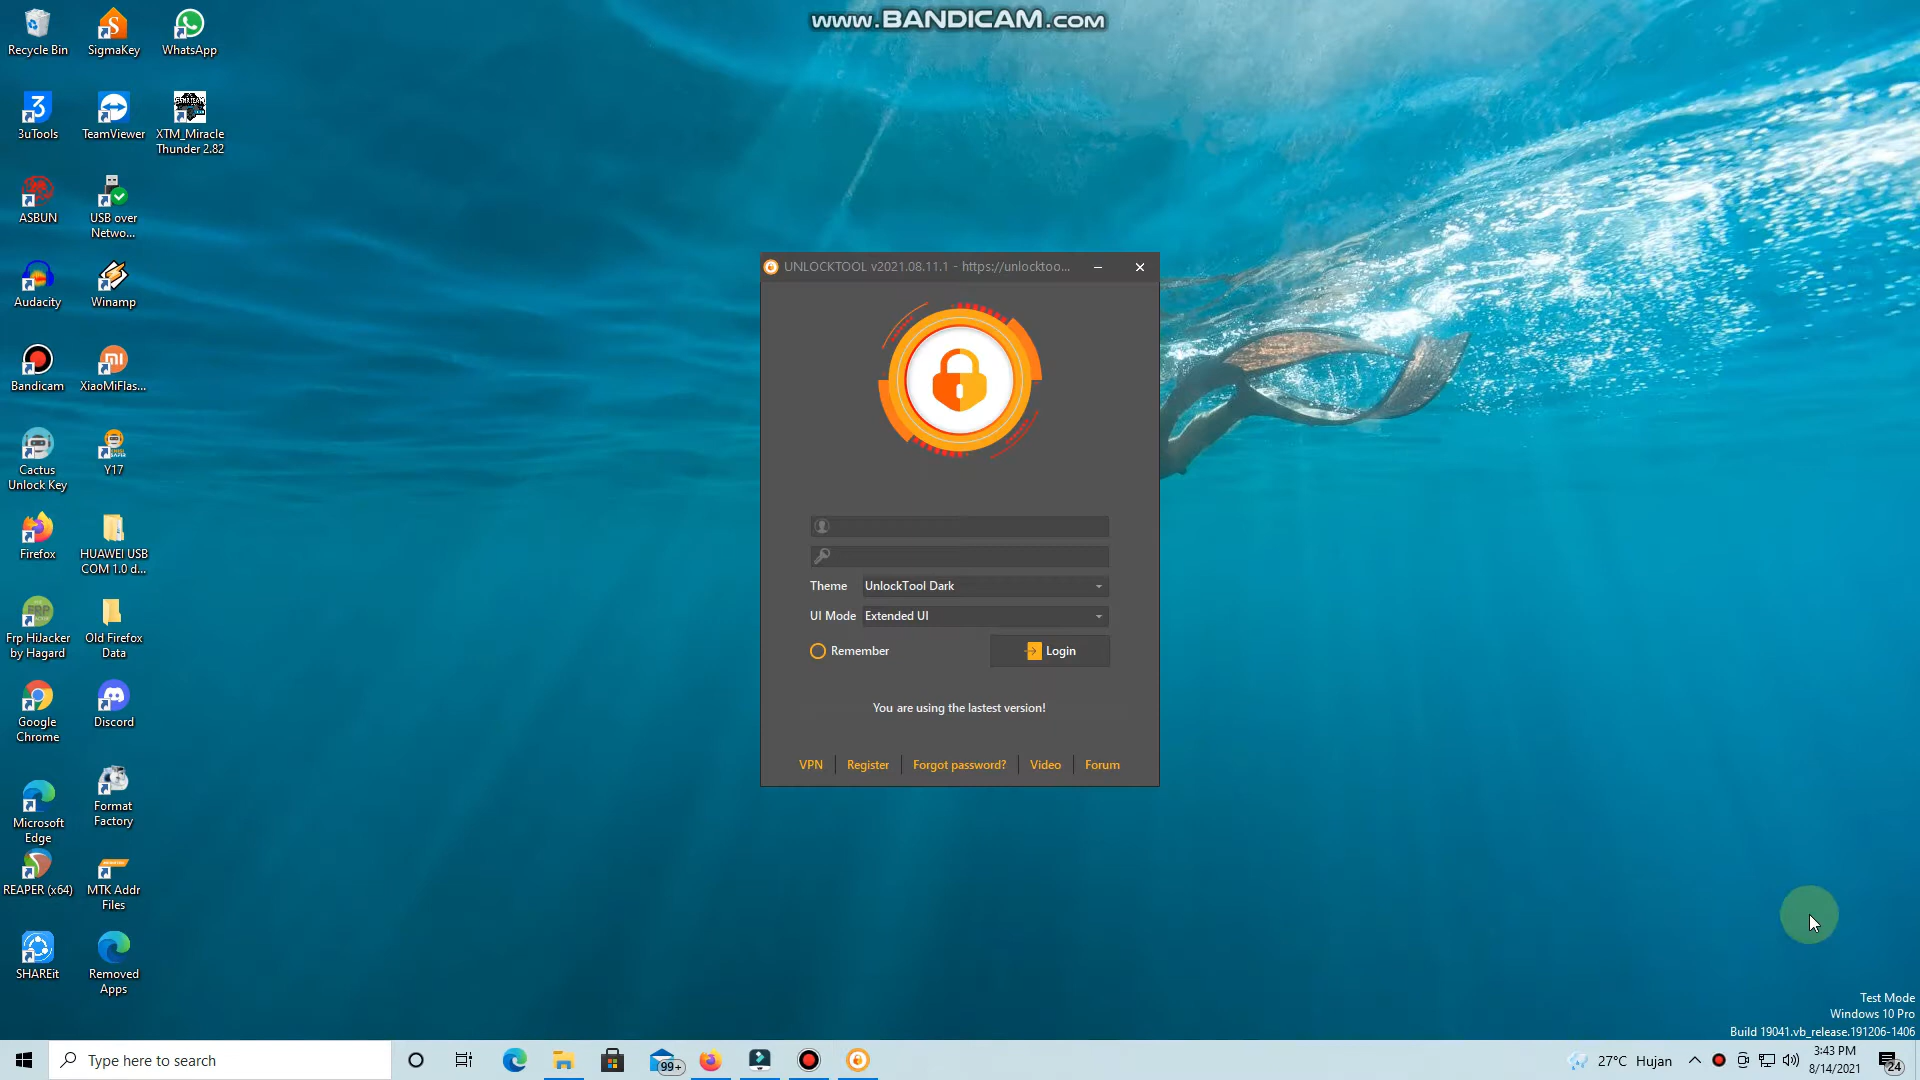 www.BANDICAM.com
Recycle Bin
SigmaKey
WhatsApp
3
3uTools
TeamViewer
XTM_Miracle
Thunder 2.82
ASBUN
USB over
Netwo...
Audacity
Winamp
Bandicam
XiaoMiFlas...
Cactus
Unlock Key
Y17
Firefox
HUAWEI USB
COM 1.0 d...
FRP
Frp HiJacker
by Hagard
Old Firefox
Data
Google
Chrome
Discord
Microsoft
Edge
Format
Factory
REAPER (x64)
MTK Addr
Files
SHAREit
Removed
Apps
UNLOCKTOOL v2021.08.11.1 - https://unlocktoo...
Theme
UnlockTool Dark
UI Mode
Extended UI
Remember
Login
You are using the lastest version!
VPN
Register
Forgot password?
Video
Forum
Test Mode
Windows 10 Pro
Build 19041.vb_release.191206-1406
Type here to search
99+
27°C Hujan
3:43 PM
8/14/2021
24